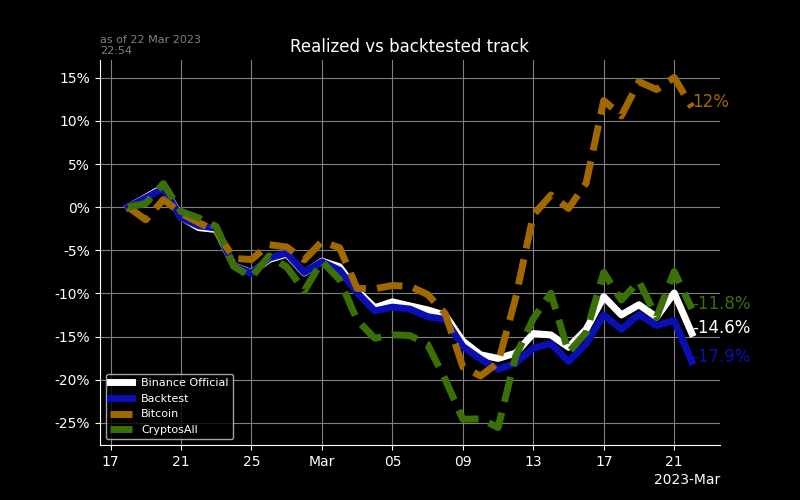 as of 22 Mar 2023
22:54
Realized vs backtested track
15%
10%
5%
0%
-5%
-10%
-15%
-20%
-25%
12%
-11.8%
-14.6%
-17.9%
Binance Official
Backtest
Bitcoin
CryptosAll
17
21
25
Mar
05
09
13
17
21
2023-Mar